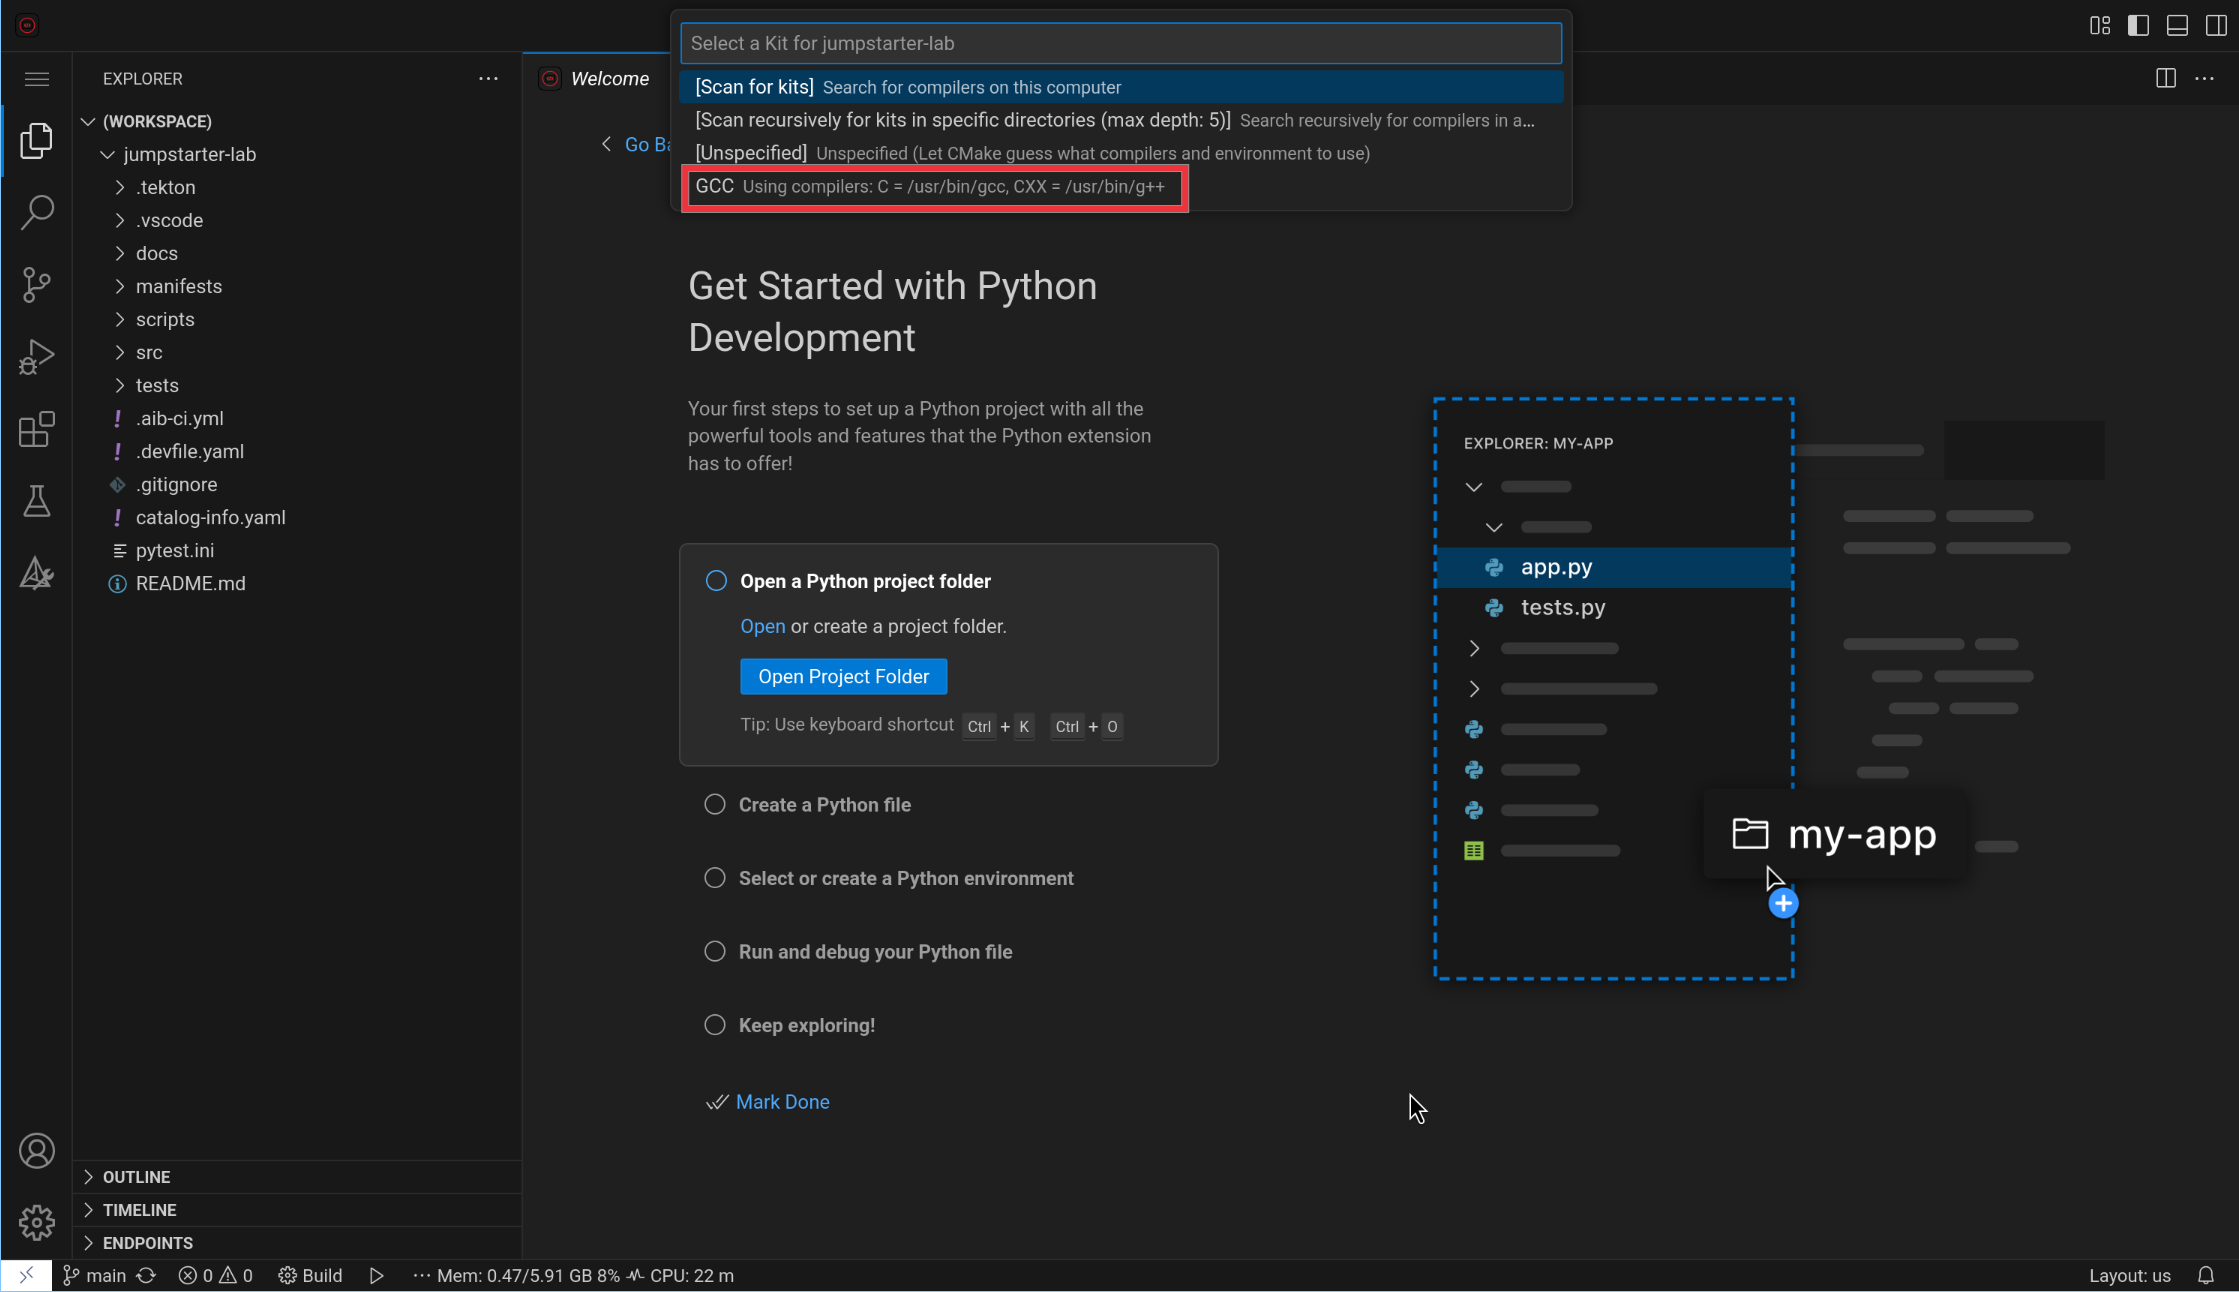 Select a Kit for jumpstarter-lab
[Scan for kits] Search for compilers on this computer
[Scan recursively for kits in specific directories (max depth: 5)] Search recursively for compilers in a...
[Unspecified] Unspecified (Let CMake guess what compilers and environment to use)
GCC Using compilers: C = /usr/bin/gcc, CXX = /usr/bin/g++
EXPLORER
(WORKSPACE)
jumpstarter-lab
.tekton
.vscode
docs
manifests
scripts
src
tests
.aib-ci.yml
.devfile.yaml
.gitignore
catalog-info.yaml
pytest.ini
README.md
OUTLINE
TIMELINE
ENDPOINTS
Welcome
Go Ba
Get Started with Python
Development
Your first steps to set up a Python project with all the
powerful tools and features that the Python extension
has to offer!
Open a Python project folder
Open or create a project folder.
Open Project Folder
Tip: Use keyboard shortcut Ctrl + K Ctrl + O
Create a Python file
Select or create a Python environment
Run and debug your Python file
Keep exploring!
Mark Done
EXPLORER: MY-APP
app.py
tests.py
my-app
main 0 0 Build ··· Mem: 0.47/5.91 GB 8% CPU: 22 m
Layout: us